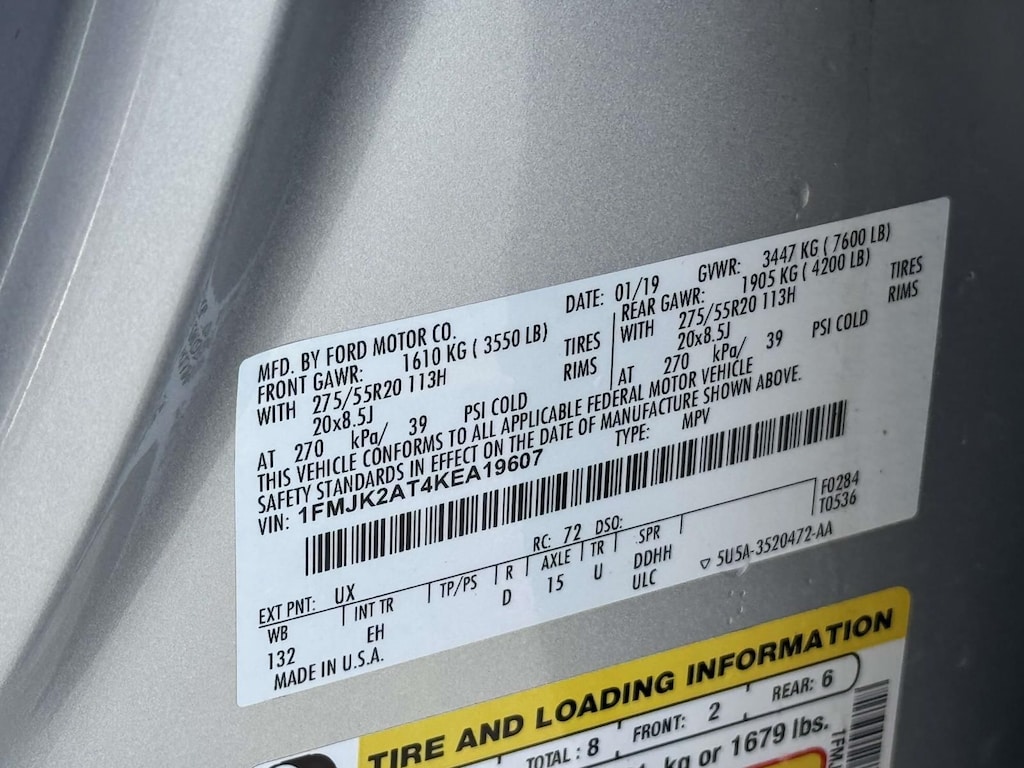 MFD. BY FORD MOTOR CO.
DATE: 01/19 GVWR: 3447 KG ( 7600 LB)
FRONT GAWR: 1610 KG ( 3550 LB)
REAR GAWR: 1905 KG ( 4200 LB)
WITH 275/55R20 113H TIRES
WITH 275/55R20 113H TIRES
20x8.5J RIMS
20x8.5J RIMS
AT 270 kPa/ 39 PSI COLD
AT 270 kPa/ 39 PSI COLD
THIS VEHICLE CONFORMS TO ALL APPLICABLE FEDERAL MOTOR VEHICLE
SAFETY STANDARDS IN EFFECT ON THE DATE OF MANUFACTURE SHOWN ABOVE.
VIN: 1FMJK2AT4KEA19607 TYPE: MPV
F0284
T0536
EXT PNT: UX RC: 72 DSO:
WB INT TR TP/PS R AXLE TR SPR
132 EH D 15 U DDHH
ULC
MADE IN U.S.A.
5U5A-3520472-AA
TIRE AND LOADING INFORMATION
TOTAL : 8 FRONT: 2 REAR: 6
kg or 1679 lbs.